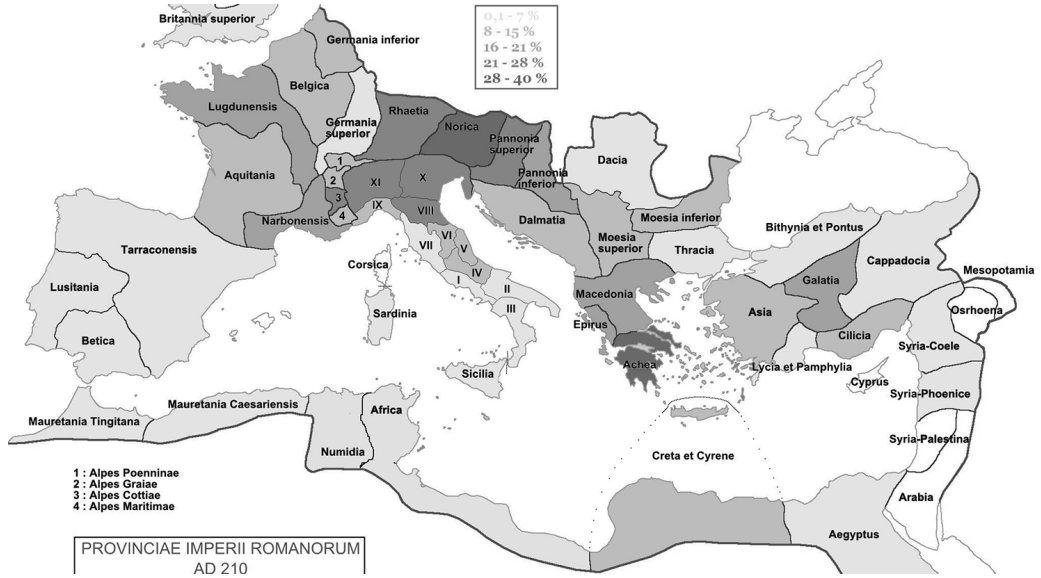 Britannia superior
0,1 - 7 %
8 - 15 %
16 - 21 %
21 - 28 %
28 - 40 %
Germania inferior
Belgica
Lugdunensis
Germania
superior
Rhaetia
Norica
Pannonia
superior
Pannonia
inferior
Dacia
1
2
3
4
Aquitania
Narbonensis
XI
X
IX
VIII
VII
VI
V
IV
I
II
III
Dalmatia
Moesia
superior
Moesia inferior
Thracia
Bithynia et Pontus
Cappadocia
Mesopotamia
Galatia
Osrhoena
Tarraconensis
Lusitania
Betica
Corsica
Sardinia
Sicilia
Macedonia
Epirus
Achea
Asia
Cilicia
Lycia et Pamphylia
Cyprus
Syria-Coele
Syria-Phoenice
Syria-Palestina
Arabia
Mauretania Tingitana
Mauretania Caesariensis
Numidia
Africa
Creta et Cyrene
Aegyptus
1 : Alpes Poenninae
2 : Alpes Graiae
3 : Alpes Cottiae
4 : Alpes Maritimae
PROVINCIAE IMPERII ROMANORUM
AD 210